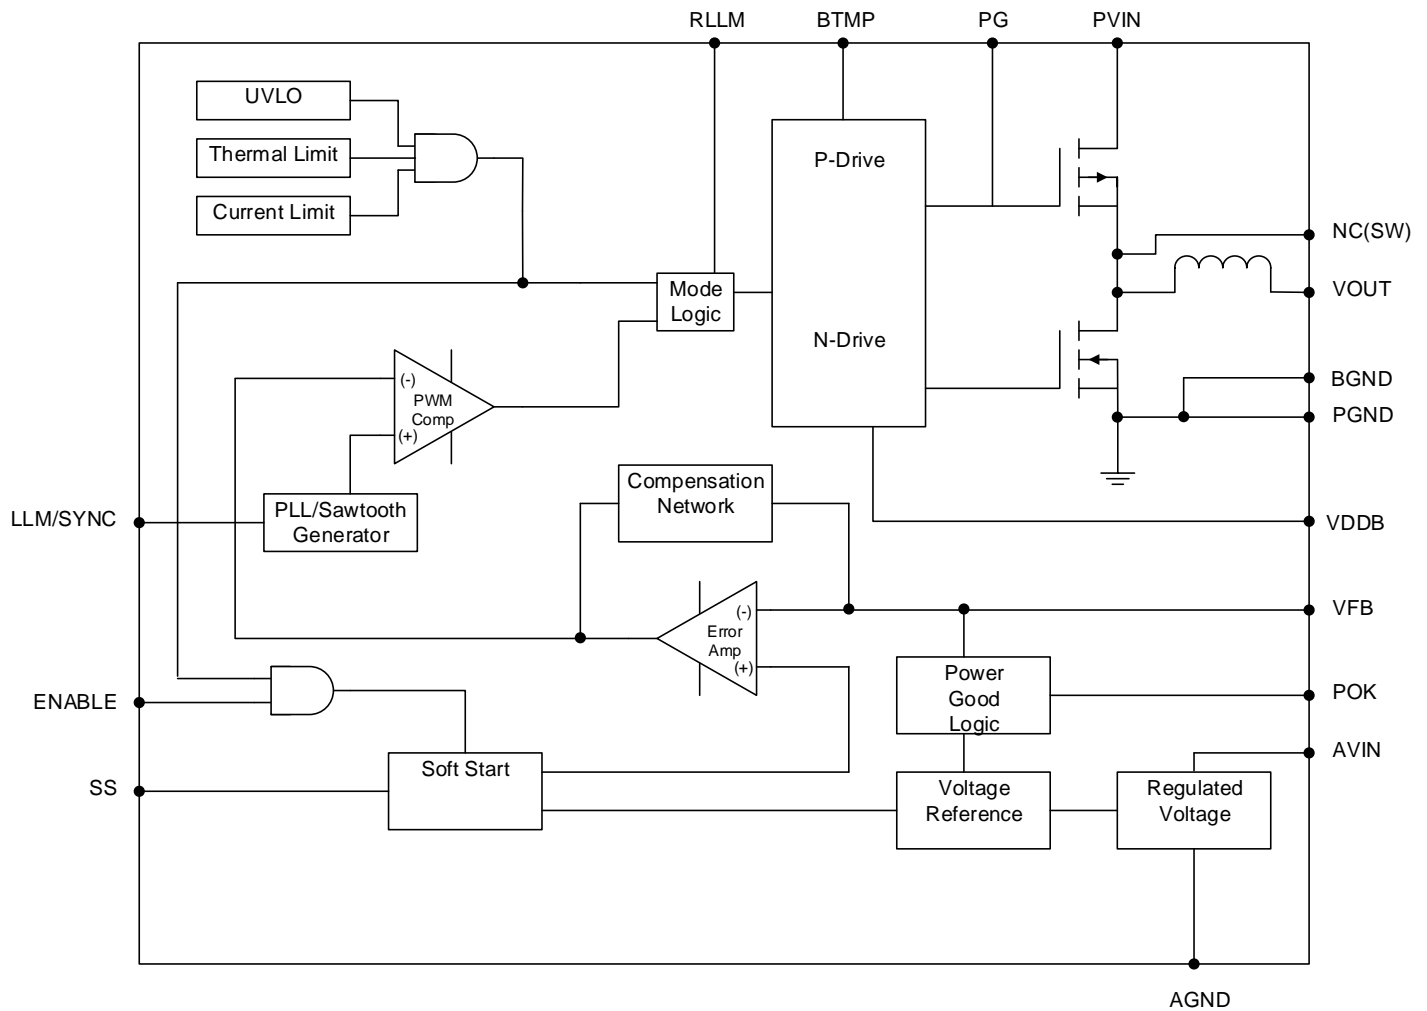 RLLM
BTMP
PG
PVIN
UVLO
Thermal Limit
Current Limit
P-Drive
N-Drive
Mode
Logic
NC(SW)
VOUT
BGND
PGND
(-)
PWM
Comp
(+)
LLM/SYNC
PLL/Sawtooth
Generator
Compensation
Network
VDDB
(-)
Error
Amp
(+)
VFB
Power
Good
Logic
POK
ENABLE
AVIN
SS
Soft Start
Voltage
Reference
Regulated
Voltage
AGND